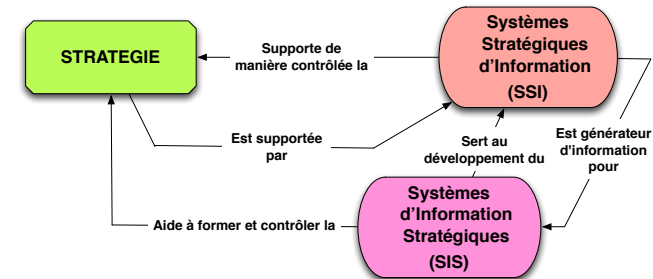 STRATEGIE
Supporte de
manière contrôlée la
Systèmes
Stratégiques
d'Information
(SSI)
Est supportée
par
Sert au
développement du
Est générateur
d'information
pour
Aide à former et contrôler la
Systèmes
d'Information
Stratégiques
(SIS)